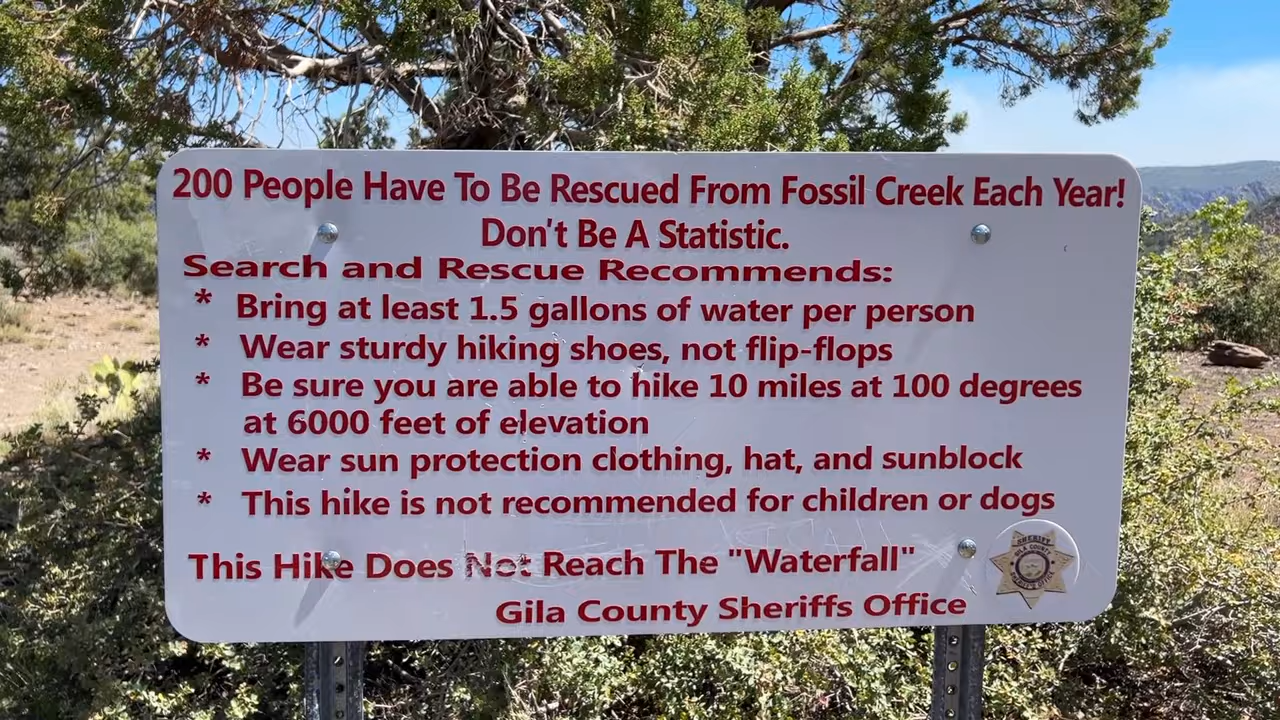 200 People Have To Be Rescued From Fossil Creek Each Year!
Don't Be A Statistic.
Search and Rescue Recommends:
* Bring at least 1.5 gallons of water per person
* Wear sturdy hiking shoes, not flip-flops
* Be sure you are able to hike 10 miles at 100 degrees
at 6000 feet of elevation
* Wear sun protection clothing, hat, and sunblock
* This hike is not recommended for children or dogs
This Hike Does Not Reach The "Waterfall"
Gila County Sheriffs Office
SHERIFF
GILA COUNTY